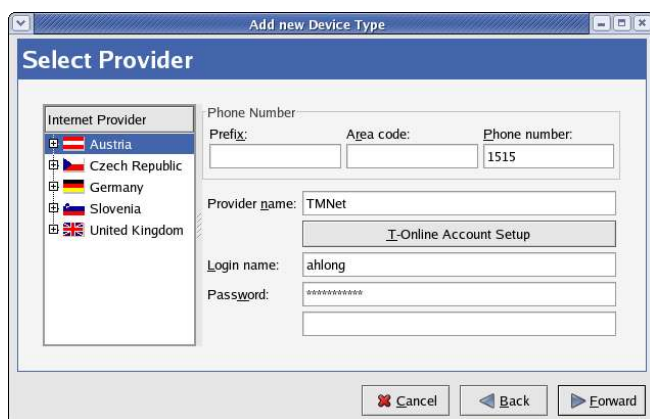 Add new Device Type
Select Provider
Internet Provider
Austria
Czech Republic
Germany
Slovenia
United Kingdom
Phone Number
Prefix:
Area code:
Phone number:
1515
Provider name:
TMNet
T-Online Account Setup
Login name:
ahlong
Password:
***********
Cancel
Back
Forward